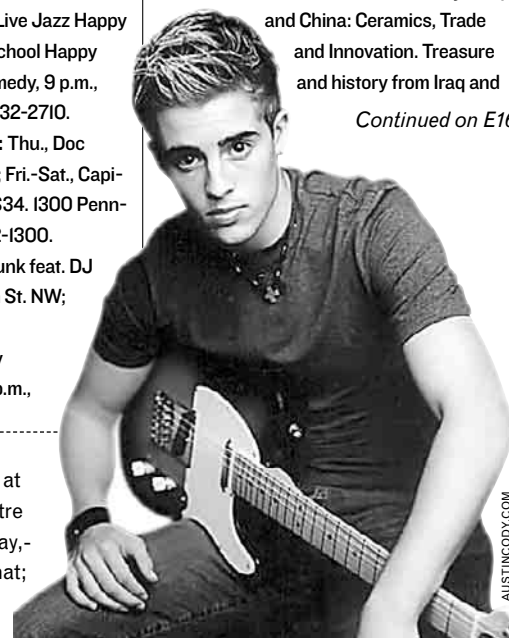 Live Jazz Happy
School Happy
medy, 9 p.m.,
32-2710.
: Thu., Doc
; Fri.-Sat., Capi-
$34. 1300 Penn-
2-1300.
unk feat. DJ
St. NW;
p.m.,
at
tre
ay,-
nat;
and China: Ceramics, Trade
and Innovation. Treasure
and history from Iraq and
Continued on E16
AUSTINCODY.COM